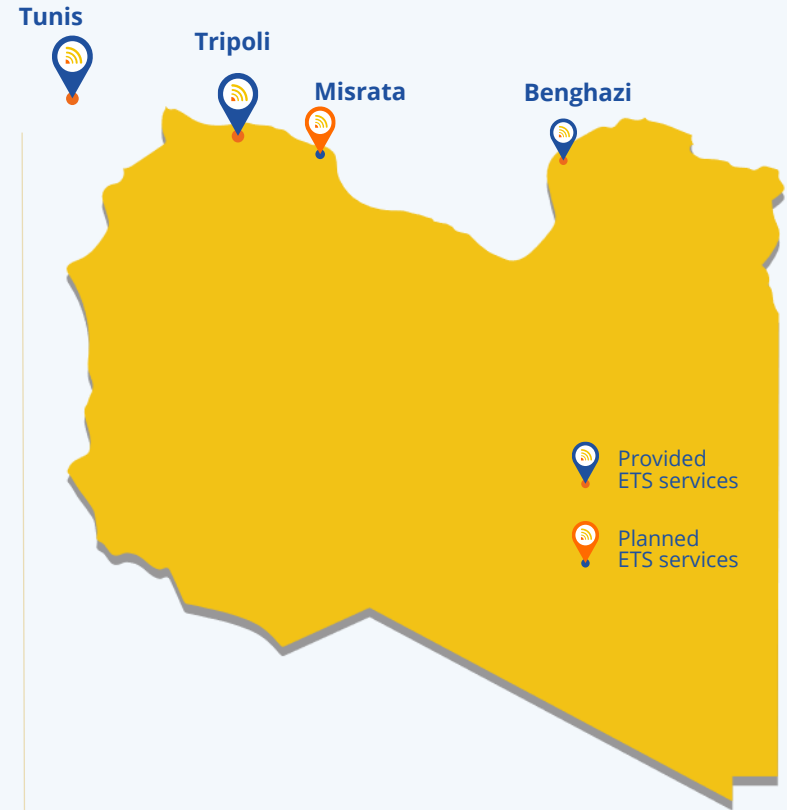 Tunis
Tripoli
Misrata
Benghazi
Provided
ETS services
Planned
ETS services